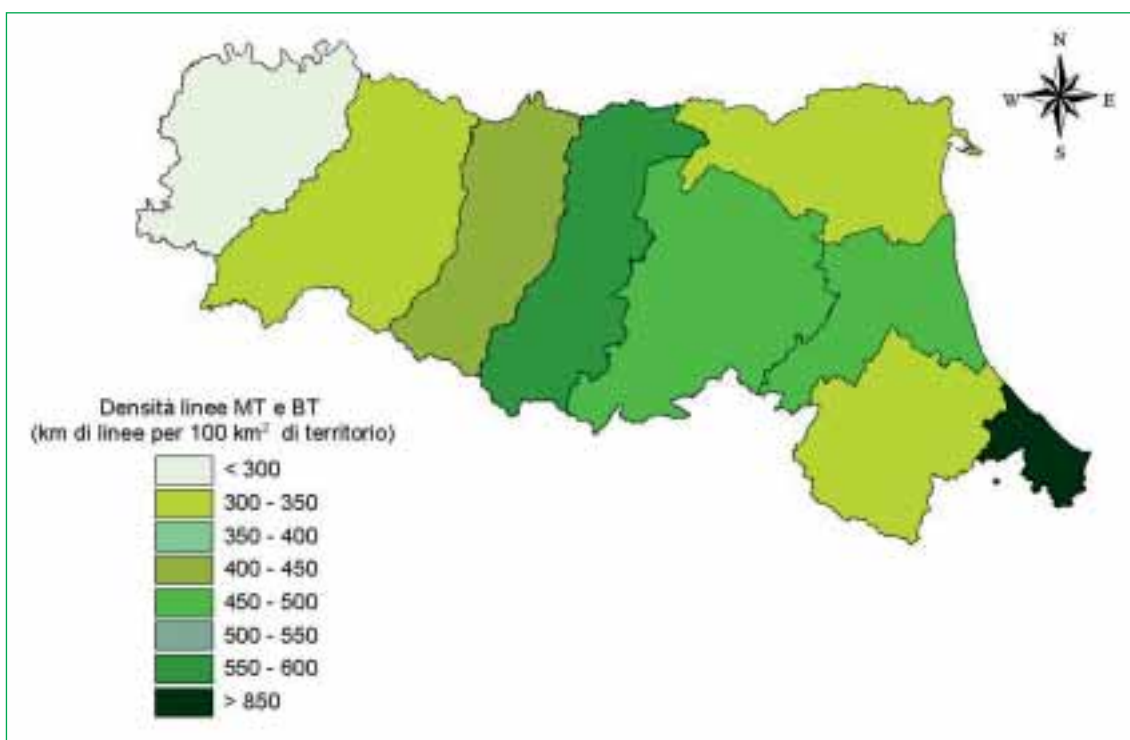 N
W E
S
Densità linee MT e BT
(km di linee per 100 km² di territorio)
< 300
300 - 350
350 - 400
400 - 450
450 - 500
500 - 550
550 - 600
> 850